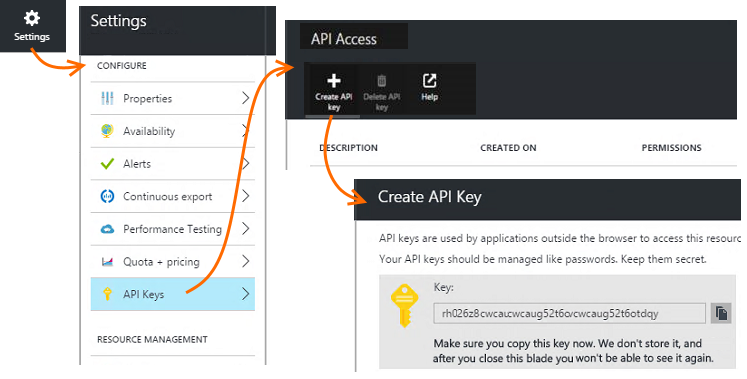 Settings
Settings
CONFIGURE
Properties
Availability
Alerts
Continuous export
Performance Testing
Quota + pricing
API Keys
RESOURCE MANAGEMENT
API Access
Create API
key
Delete API
key
Help
DESCRIPTION CREATED ON PERMISSIONS
Create API Key
API keys are used by applications outside the browser to access this resour
Your API keys should be managed like passwords. Keep them secret.
Key:
rh026z8cwcau.cwcaug52t6o.cwcaug52t6otdqy
Make sure you copy this key now. We don't store it, and
after you close this blade you won't be able to see it again.